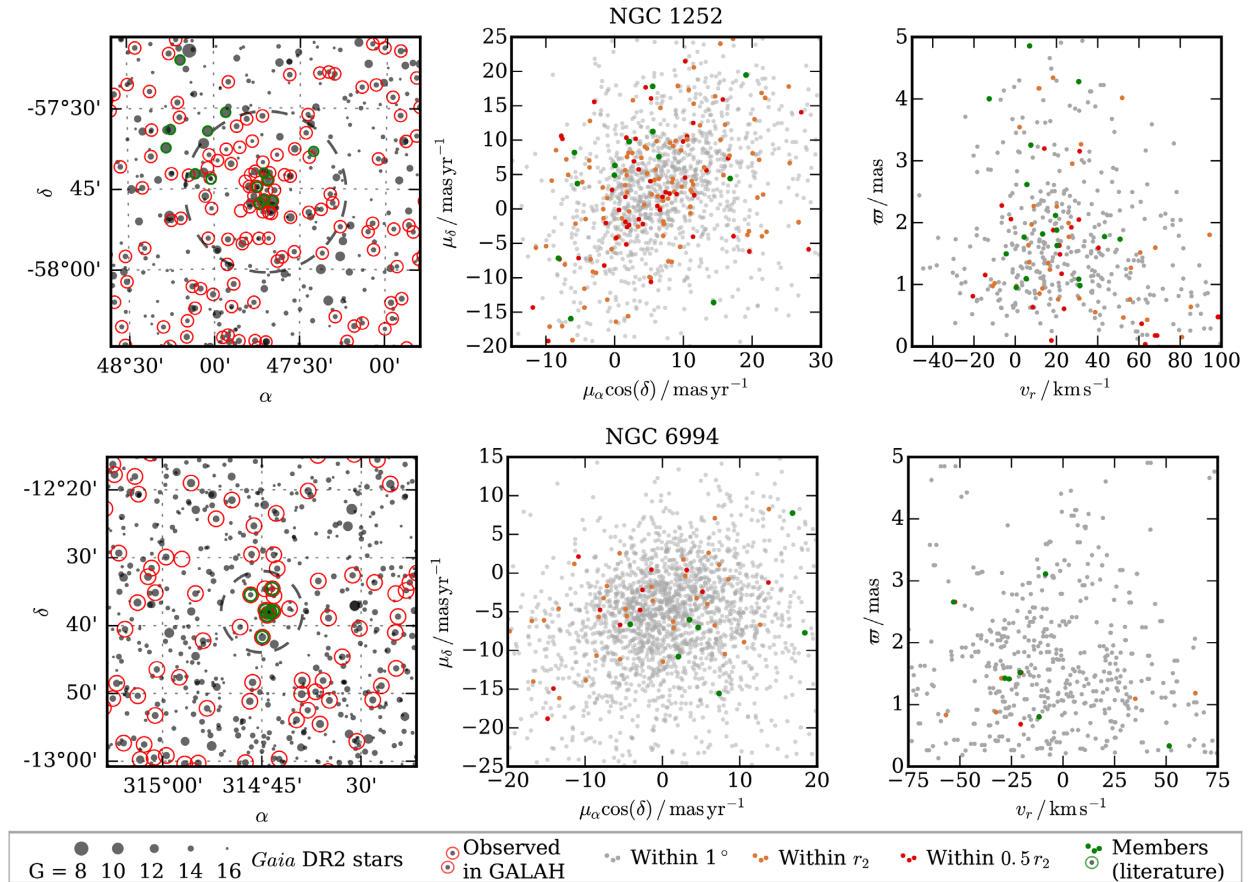 NGC 1252
-57°30'
45'
-58°00'
δ
48°30' 00' 47°30' 00'
α
25
20
15
10
5
0
−5
−10
−15
−20
μδ / mas yr⁻¹
−10 0 10 20 30
μα cos(δ) / mas yr⁻¹
5
4
3
2
1
0
ϖ / mas
−40 −20 0 20 40 60 80 100
vr / km s⁻¹
NGC 6994
-12°20'
30'
40'
50'
-13°00'
δ
315°00' 314°45' 30'
α
15
10
5
0
−5
−10
−15
−20
−25
μδ / mas yr⁻¹
−20 −10 0 10 20
μα cos(δ) / mas yr⁻¹
5
4
3
2
1
0
ϖ / mas
−75 −50 −25 0 25 50 75
vr / km s⁻¹
G = 8 10 12 14 16
Gaia DR2 stars
Observed
in GALAH
Within 1°
Within r₂
Within 0.5 r₂
Members
(literature)